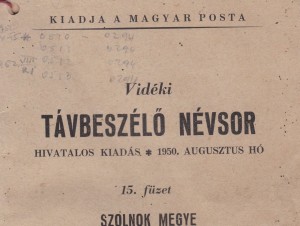 KIADJA A MAGYAR POSTA
Vidéki
TÁVBESZÉLŐ NÉVSOR
HIVATALOS KIADÁS * 1950. AUGUSZTUS HÓ
15. füzet
SZOLNOK MEGYE